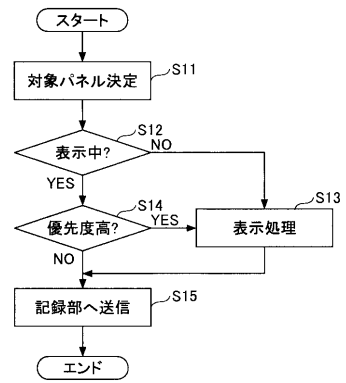 スタート
対象パネル決定
S11
表示中?
S12
NO
YES
優先度高?
S14
YES
NO
表示処理
S13
記録部へ送信
S15
エンド